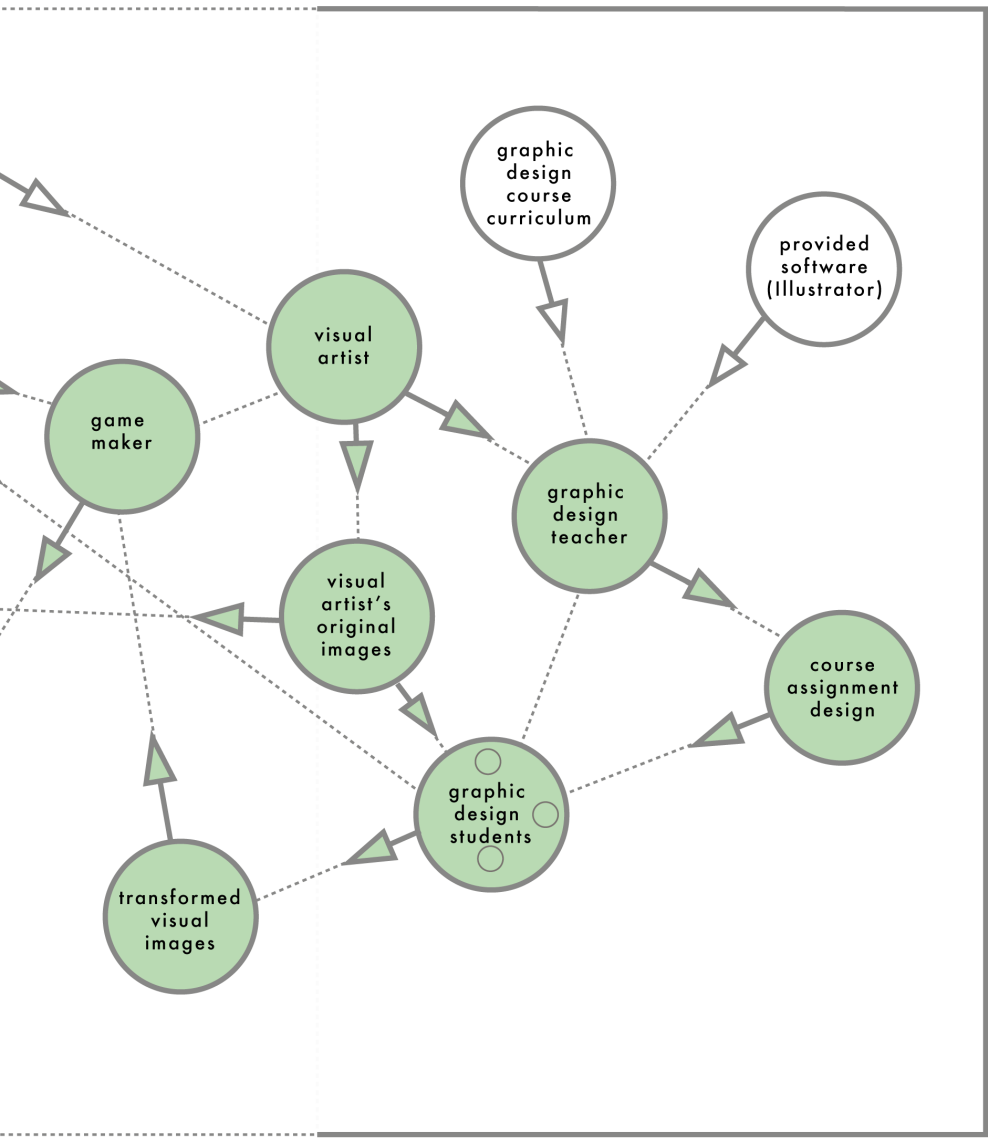 graphic
design
course
curriculum
provided
software
(Illustrator)
visual
artist
game
maker
graphic
design
teacher
visual
artist's
original
images
course
assignment
design
graphic
design
students
transformed
visual
images